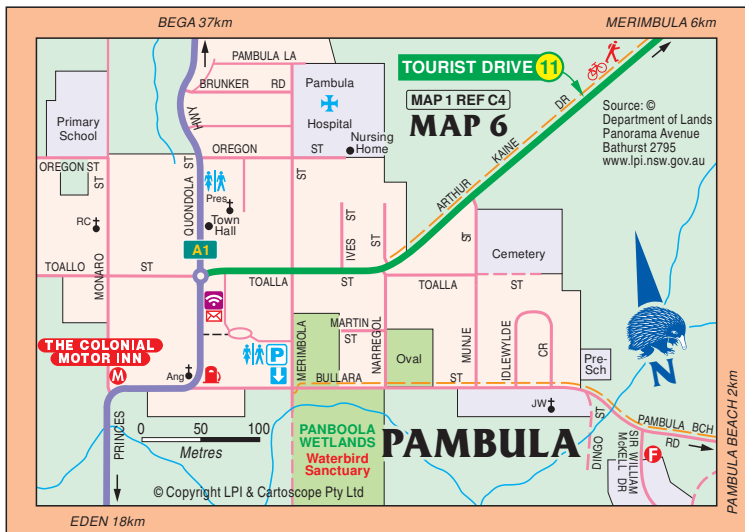 BEGA 37km
MERIMBULA 6km
PAMBULA LA
BRUNKER RD
HWY
Primary
School
Pambula
Hospital
Nursing
Home
TOURIST DRIVE 11
MAP 1 REF C4
MAP 6
Source: ©
Department of Lands
Panorama Avenue
Bathurst 2795
www.lpi.nsw.gov.au
ARTHUR KAINE DR
OREGON ST
OREGON ST
ST
QUONDOLA ST
Pres
Town
Hall
RC
A1
IVES ST
ST
ST
Cemetery
TOALLO ST
TOALLA ST
TOALLA ST
MONARO
THE COLONIAL
MOTOR INN
M
Ang
P
MERIMBOLA
MARTIN
ST
NARREGOL
Oval
MUNJE
IDLEWYLDE
CR
Pre-
Sch
N
BULLARA ST
JW
PRINCES
0 50 100
Metres
PANBOOLA
WETLANDS
Waterbird
Sanctuary
PAMBULA
DINGO ST
SIR WILLIAM
McKELL DR
F
PAMBULA BCH
RD
PAMBULA BEACH 2km
© Copyright LPI & Cartoscope Pty Ltd
EDEN 18km